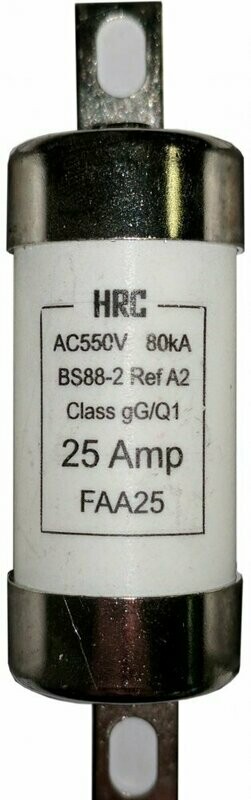 HRC
AC550V 80kA
BS88-2 Ref A2
Class gG/Q1
25 Amp
FAA25